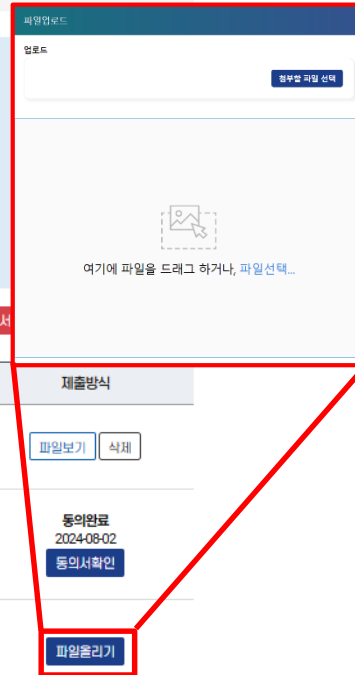 파일업로드
업로드
첨부할 파일 선택
여기에 파일을 드래그 하거나, 파일선택...
서
제출방식
파일보기 삭제
동의완료
2024-08-02
동의서확인
파일올리기